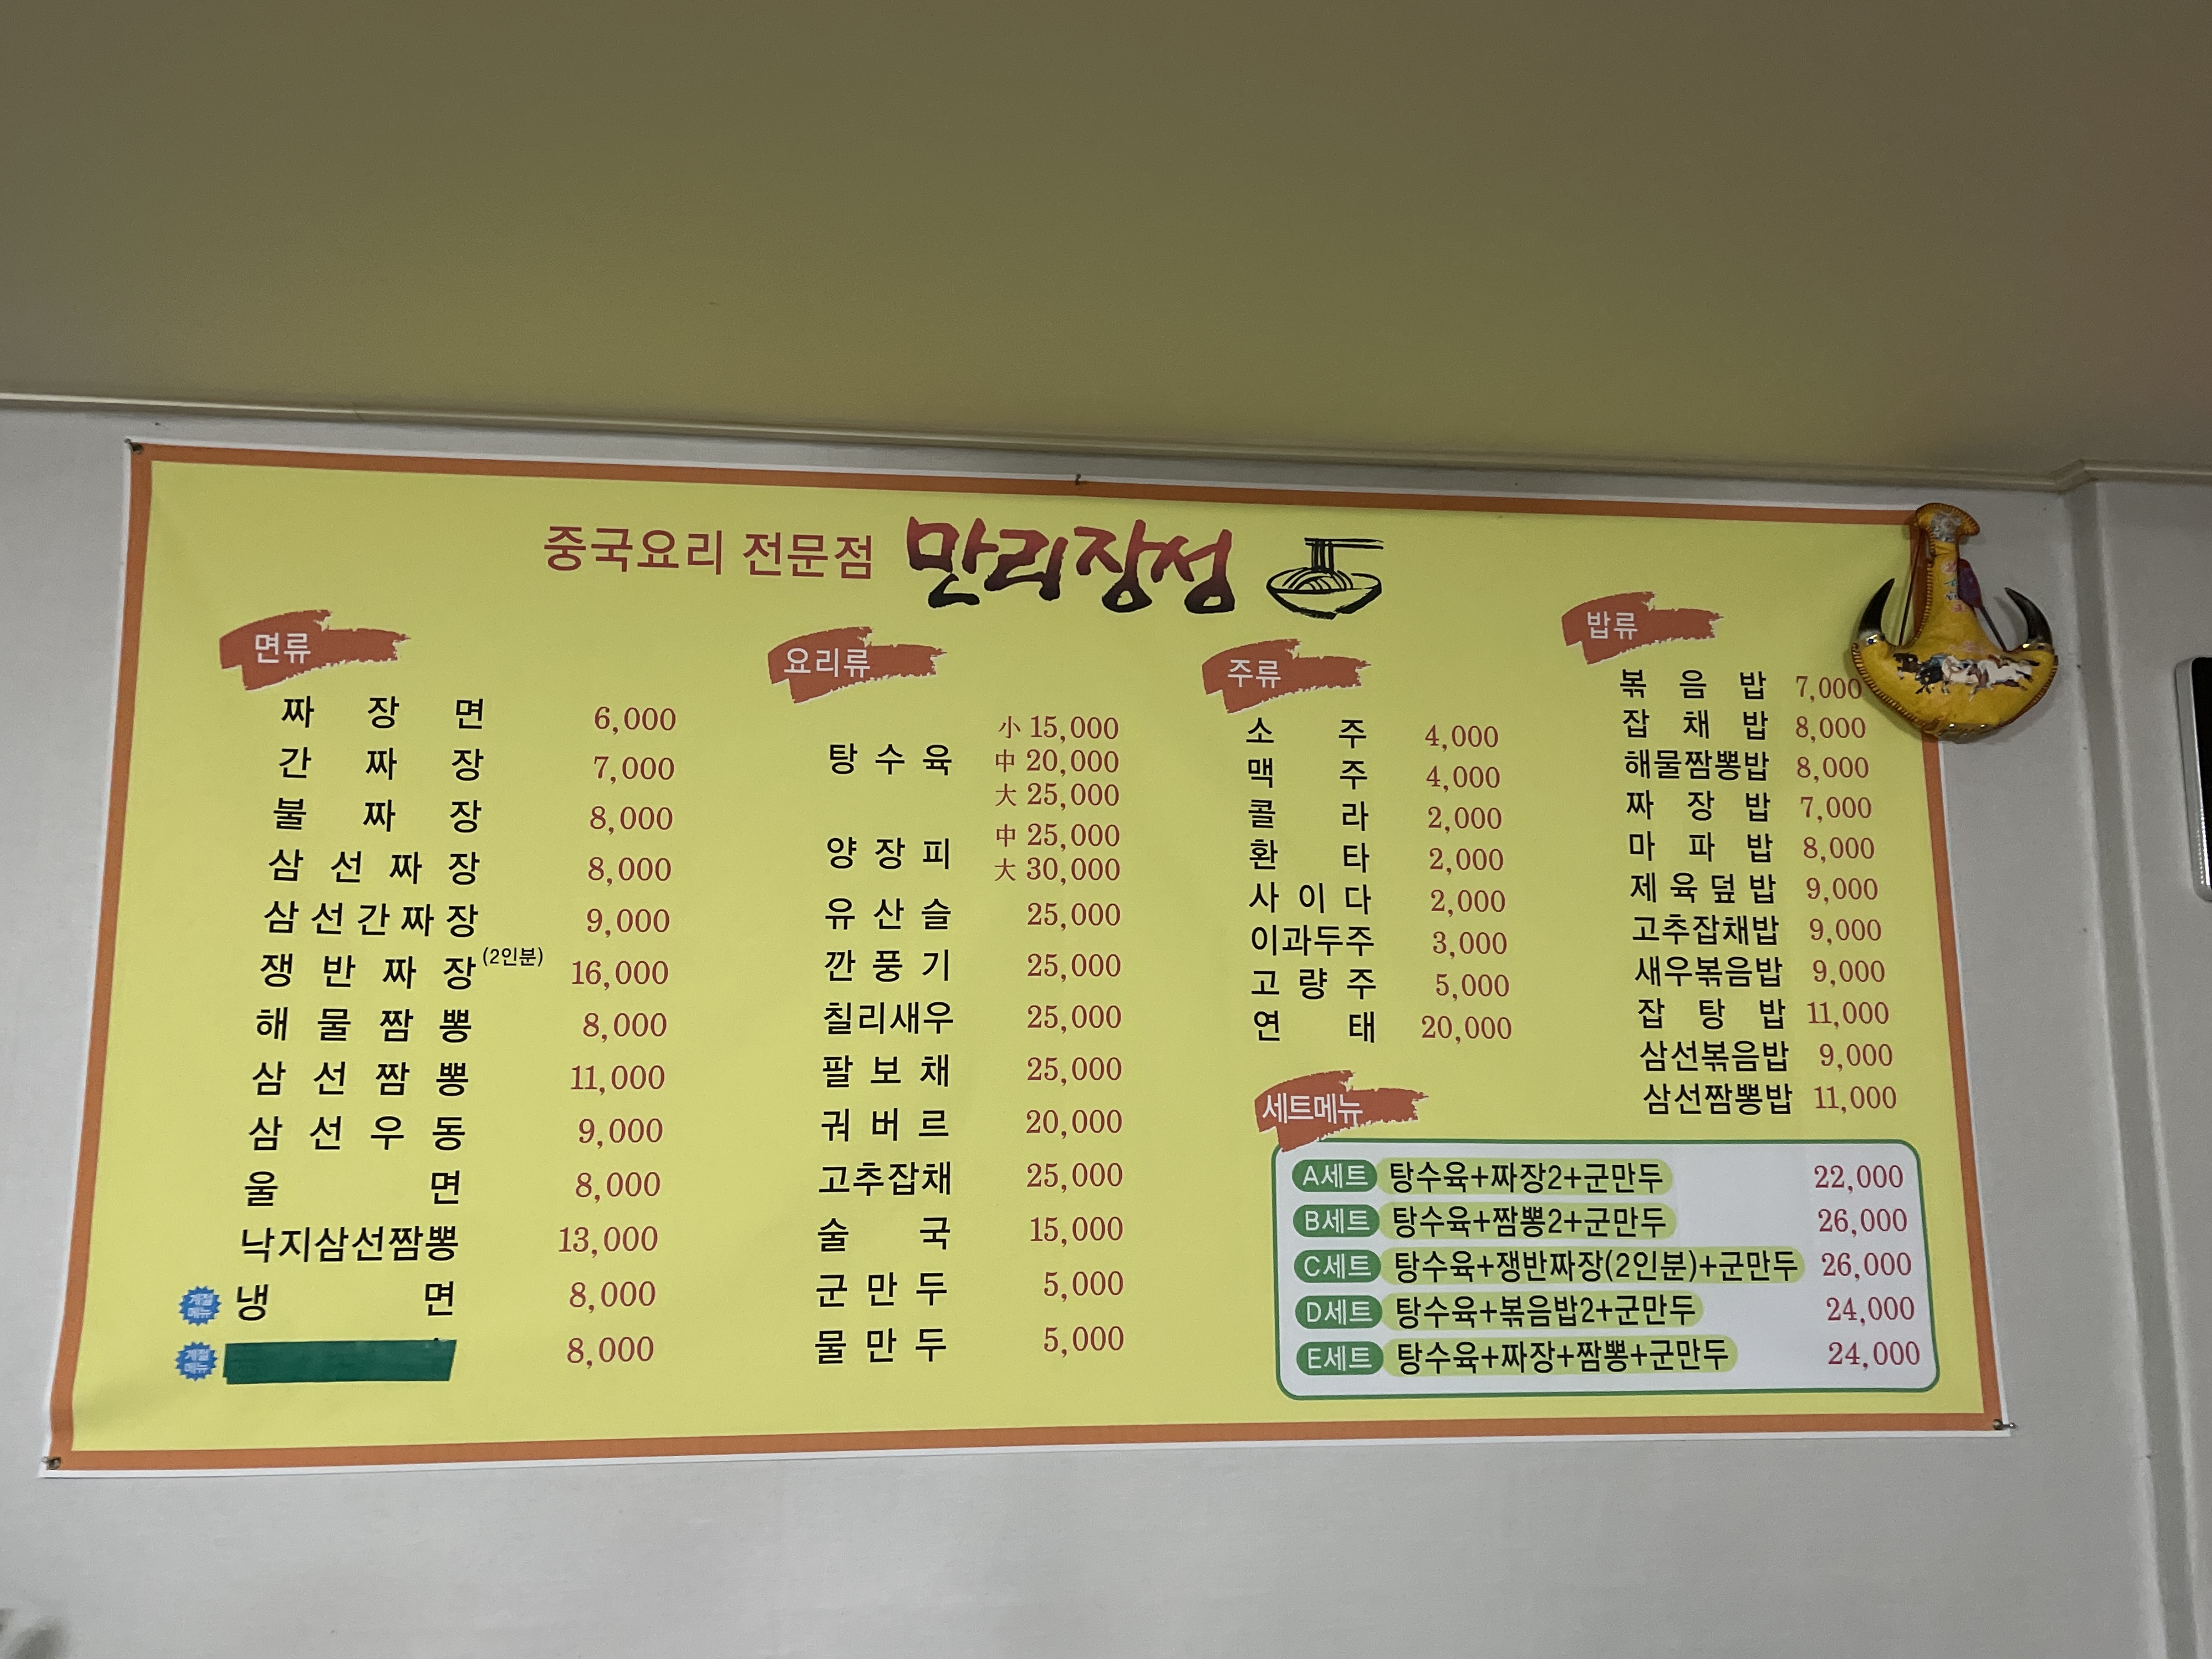 중국요리 전문점 만리장성
면류
짜장면 6,000
간짜장 7,000
불짜장 8,000
삼선짜장 8,000
삼선간짜장 9,000
쟁반짜장(2인분) 16,000
해물짬뽕 8,000
삼선짬뽕 11,000
삼선우동 9,000
울면 8,000
낙지삼선짬뽕 13,000
계절메뉴 냉면 8,000
계절메뉴 8,000
요리류
탕수육 小 15,000
中 20,000
大 25,000
양장피 中 25,000
大 30,000
유산슬 25,000
깐풍기 25,000
칠리새우 25,000
팔보채 25,000
궈버르 20,000
고추잡채 25,000
술국 15,000
군만두 5,000
물만두 5,000
주류
소주 4,000
맥주 4,000
콜라 2,000
환타 2,000
사이다 2,000
이과두주 3,000
고량주 5,000
연태 20,000
밥류
볶음밥 7,000
잡채밥 8,000
해물짬뽕밥 8,000
짜장밥 7,000
마파밥 8,000
제육덮밥 9,000
고추잡채밥 9,000
새우볶음밥 9,000
잡탕밥 11,000
삼선볶음밥 9,000
삼선짬뽕밥 11,000
세트메뉴
A세트 탕수육+짜장2+군만두 22,000
B세트 탕수육+짬뽕2+군만두 26,000
C세트 탕수육+쟁반짜장(2인분)+군만두 26,000
D세트 탕수육+볶음밥2+군만두 24,000
E세트 탕수육+짜장+짬뽕+군만두 24,000